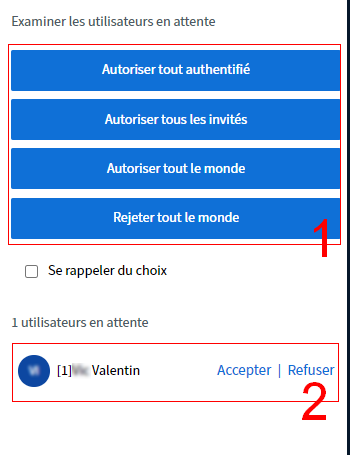 Examiner les utilisateurs en attente
Autoriser tout authentifié
Autoriser tous les invités
Autoriser tout le monde
Rejeter tout le monde
1
Se rappeler du choix
1 utilisateurs en attente
[1] Valentin Accepter | Refuser
2